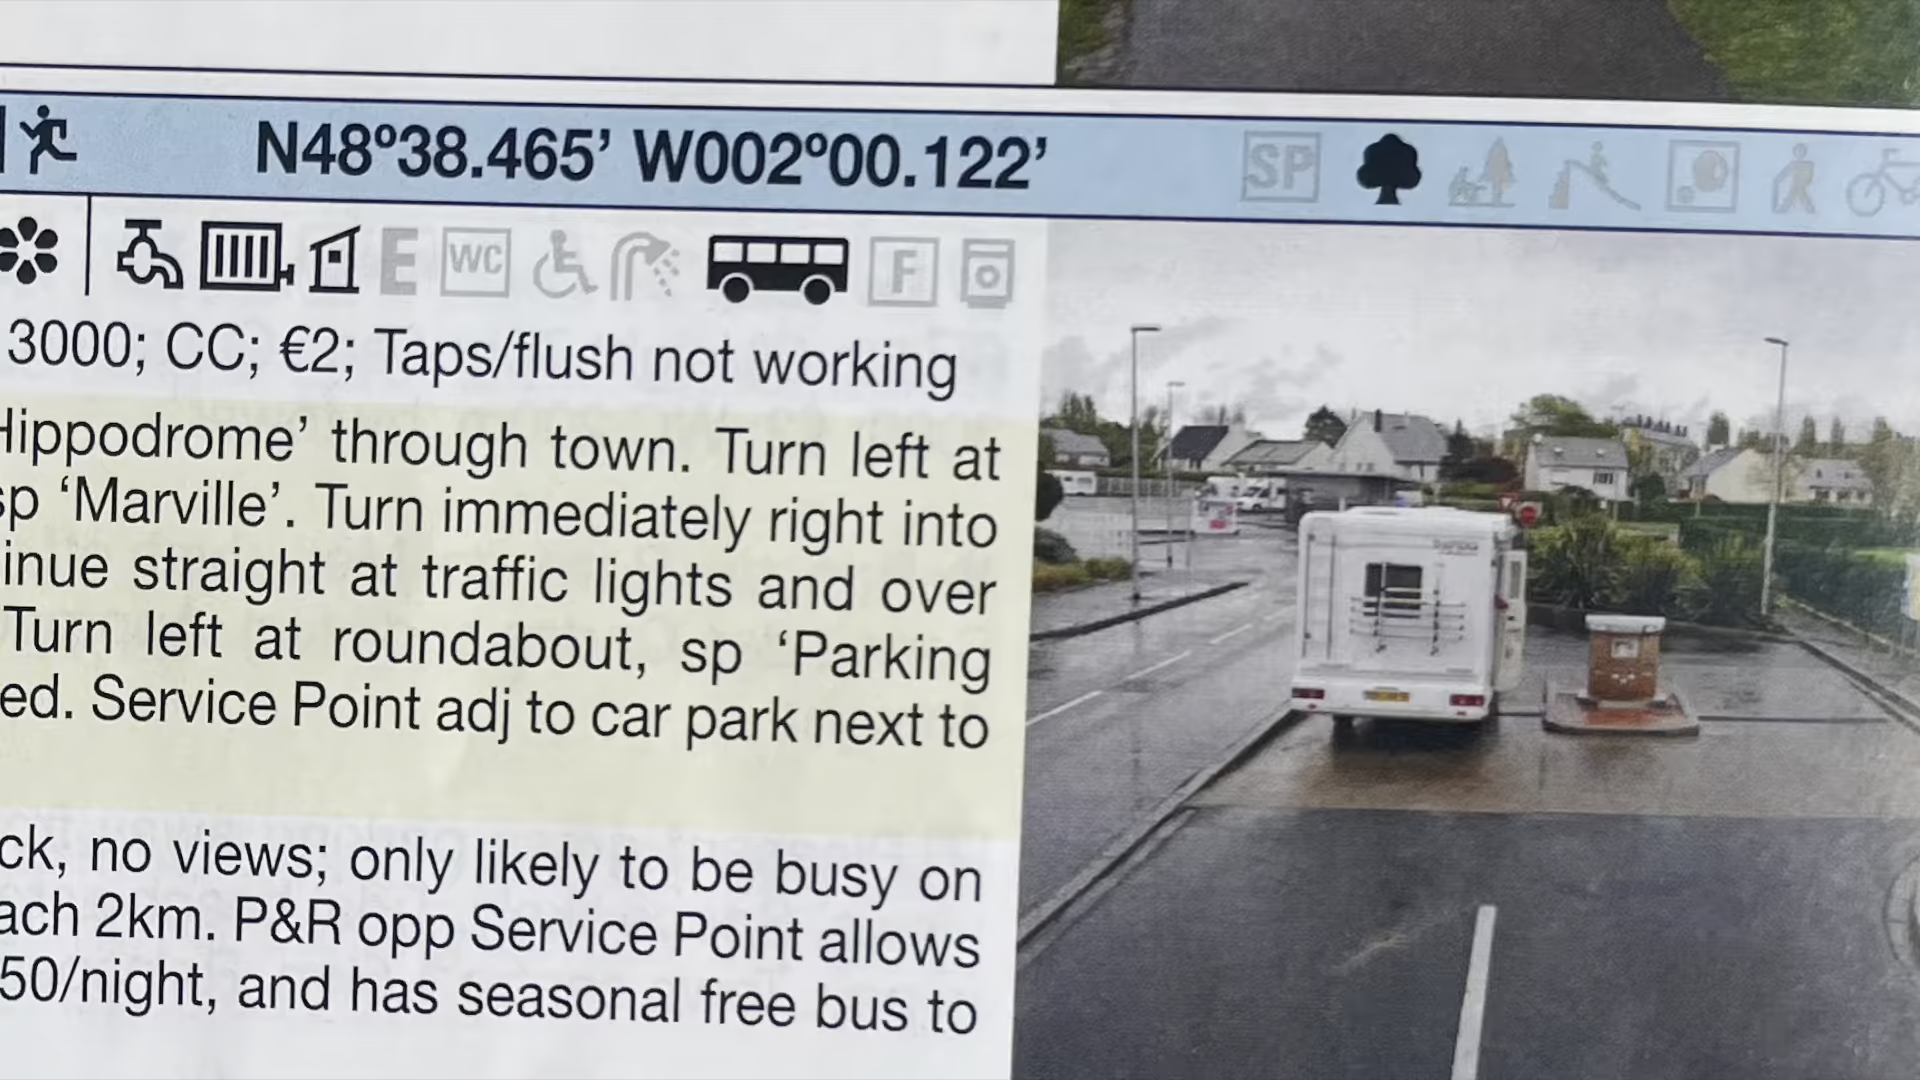 N48º38.465’ W002º00.122’ SP
E WC F
3000; CC; €2; Taps/flush not working
Hippodrome’ through town. Turn left at
sp ‘Marville’. Turn immediately right into
inue straight at traffic lights and over
Turn left at roundabout, sp ‘Parking
ed. Service Point adj to car park next to
ck, no views; only likely to be busy on
ach 2km. P&R opp Service Point allows
50/night, and has seasonal free bus to